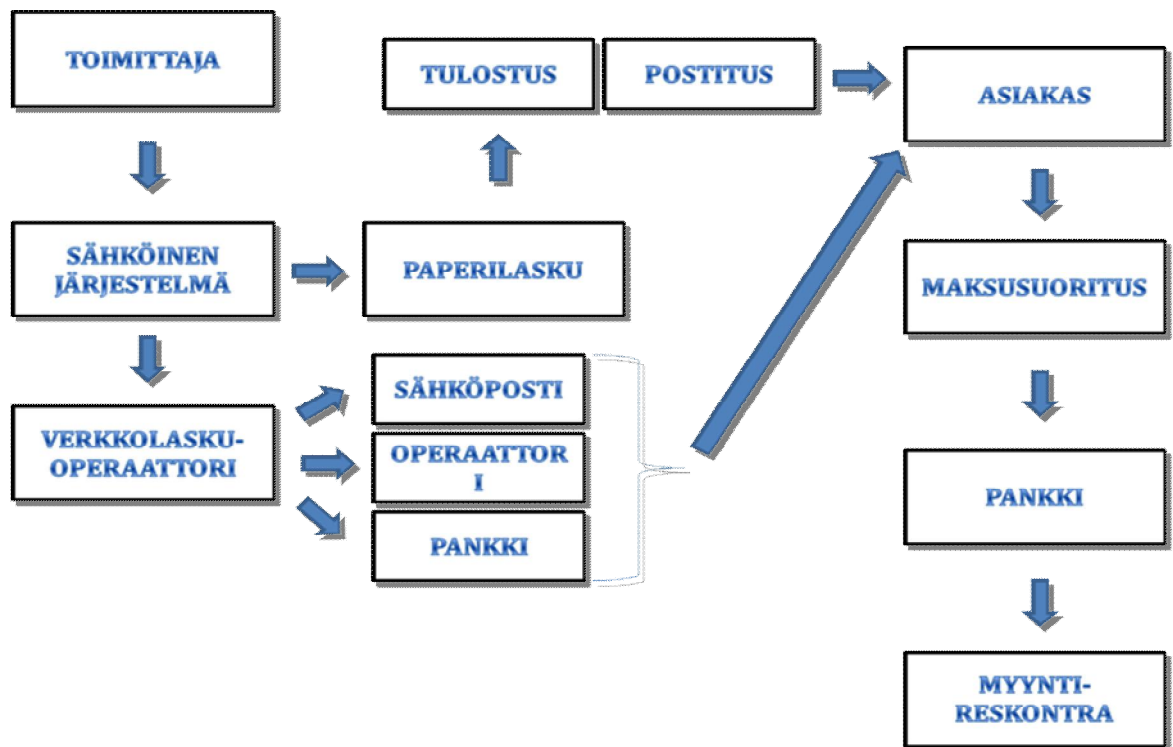 TOIMITTAJA
TULOSTUS
POSTITUS
ASIAKAS
SÄHKÖINEN
JÄRJESTELMÄ
PAPERILASKU
MAKSUSUORITUS
VERKKOLASKU-
OPERAATTORI
SÄHKÖPOSTI
OPERAATTOR
I
PANKKI
PANKKI
MYYNTI-
RESKONTRA